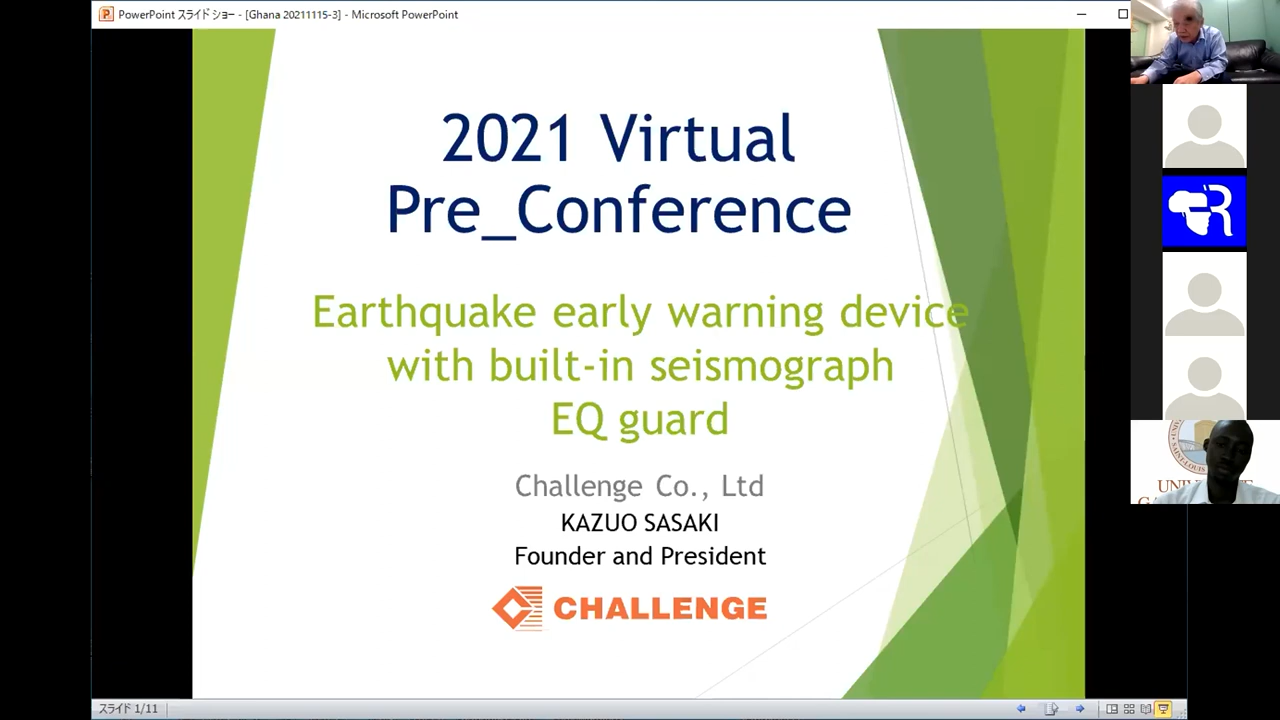 PowerPoint スライド ショー - [Ghana 20211115-3] - Microsoft PowerPoint
2021 Virtual
Pre_Conference
Earthquake early warning device
with built-in seismograph
EQ guard
Challenge Co., Ltd
KAZUO SASAKI
Founder and President
CHALLENGE
スライド 1/11
R
SAINT-LOUIS